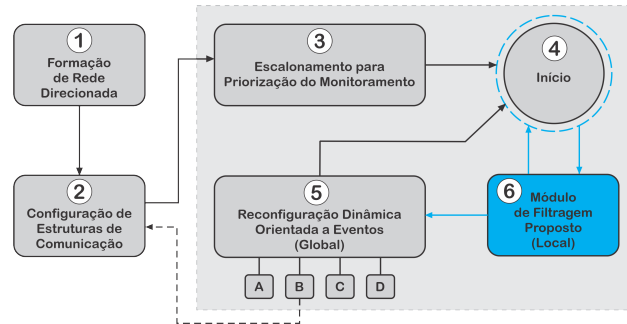 1
Formação
de Rede
Direcionada
2
Configuração de
Estruturas de
Comunicação
3
Escalonamento para
Priorização do Monitoramento
4
Início
5
Reconfiguração Dinâmica
Orientada a Eventos
(Global)
A B C D
6
Módulo
de Filtragem
Proposto
(Local)